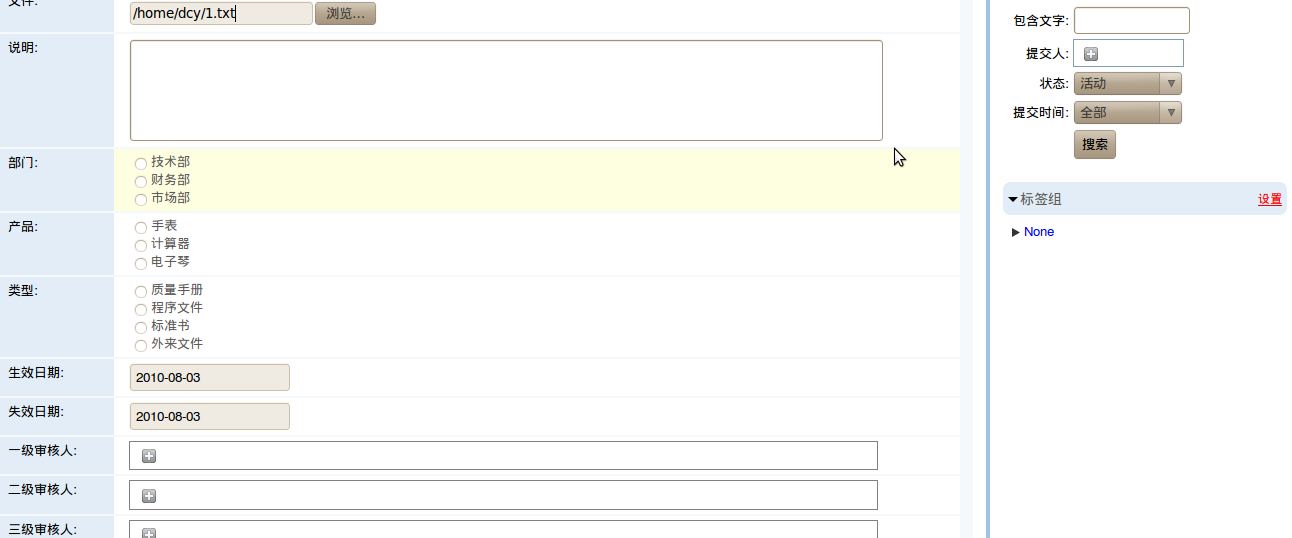 文件:
/home/dcy/1.txt 浏览...
说明:
部门:
技术部
财务部
市场部
产品:
手表
计算器
电子琴
类型:
质量手册
程序文件
标准书
外来文件
生效日期:
2010-08-03
失效日期:
2010-08-03
一级审核人:
二级审核人:
三级审核人:
包含文字:
提交人:
状态: 活动
提交时间: 全部
搜索
标签组 设置
None